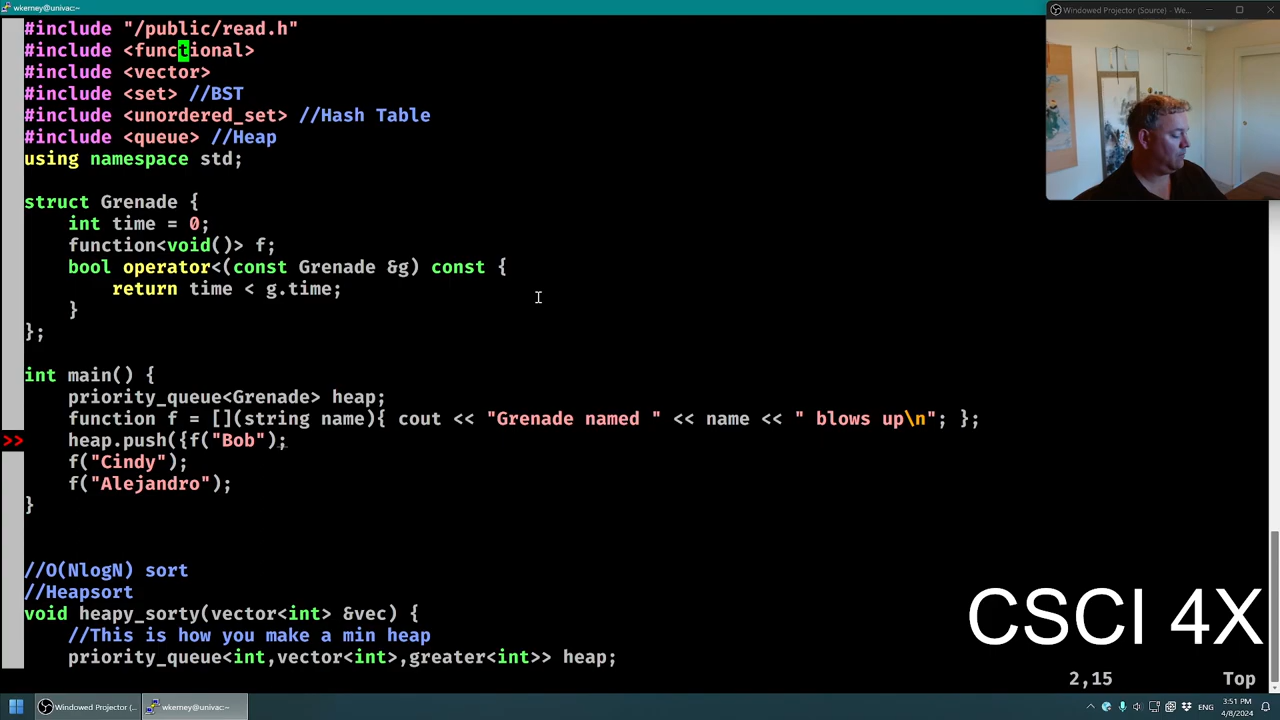 wkerney@univac:~
Windowed Projector (Source) - We...
#include "/public/read.h"
#include <functional>
#include <vector>
#include <set> //BST
#include <unordered_set> //Hash Table
#include <queue> //Heap
using namespace std;
struct Grenade {
    int time = 0;
    function<void()> f;
    bool operator<(const Grenade &g) const {
        return time < g.time;
    }
};
int main() {
    priority_queue<Grenade> heap;
    function f = [](string name){ cout << "Grenade named " << name << " blows up\n"; };
>>  heap.push({f("Bob");
    f("Cindy");
    f("Alejandro");
}
//O(NlogN) sort
//Heapsort
void heapy_sorty(vector<int> &vec) {
    //This is how you make a min heap
    priority_queue<int,vector<int>,greater<int>> heap;
CSCI 4X
2,15 Top
Windowed Projector (...
wkerney@univac:~
ENG
3:51 PM
4/8/2024